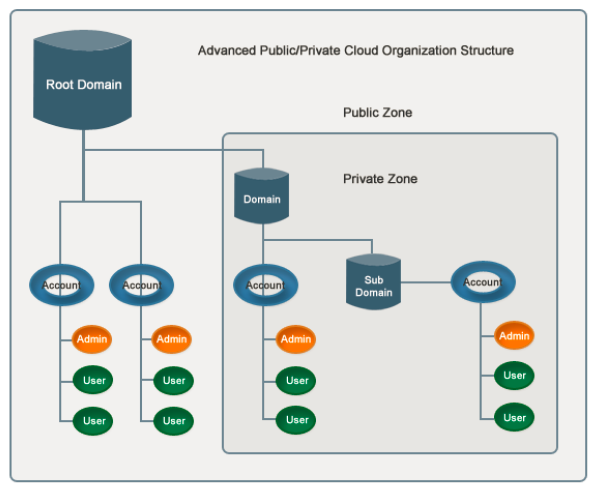 Advanced Public/Private Cloud Organization Structure
Root Domain
Public Zone
Private Zone
Domain
Account
Account
Account
Sub
Domain
Account
Admin
Admin
Admin
Admin
User
User
User
User
User
User
User
User